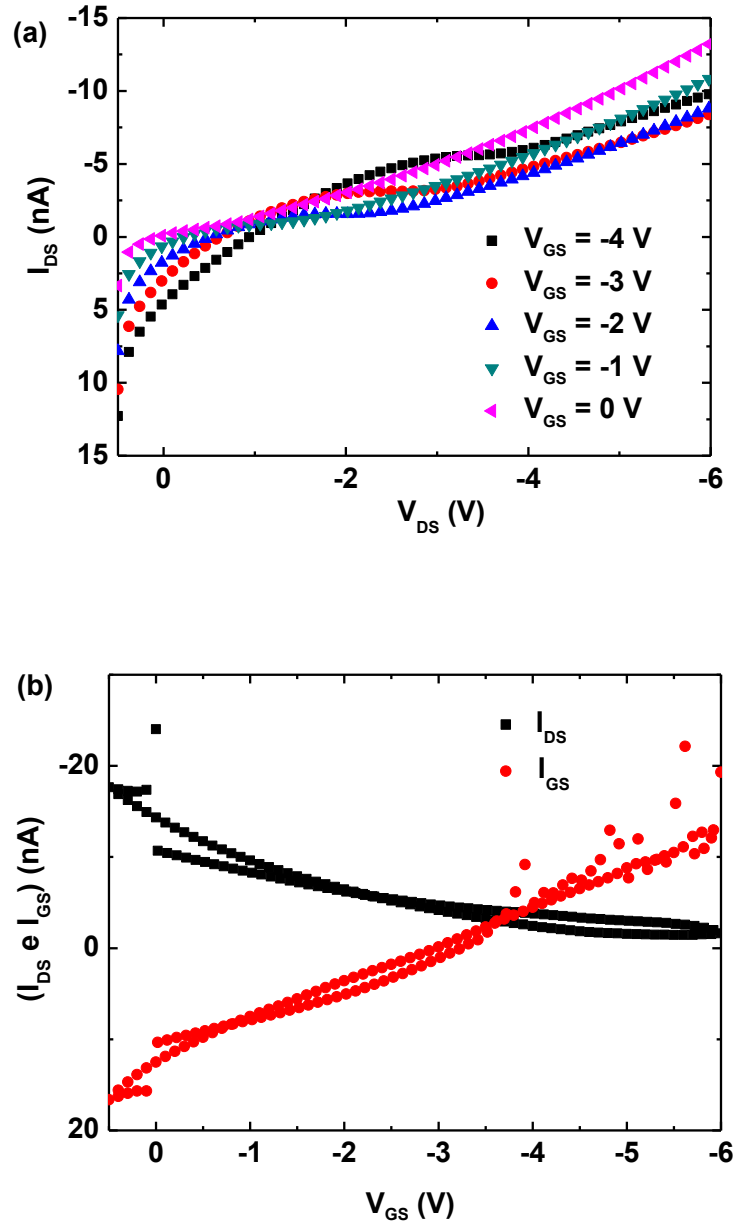 (a)
-15
-10
-5
0
5
10
15
I_DS (nA)
V_GS = -4 V
V_GS = -3 V
V_GS = -2 V
V_GS = -1 V
V_GS = 0 V
0 -2 -4 -6
V_DS (V)
(b)
-20
0
20
(I_DS e I_GS) (nA)
I_DS
I_GS
0 -1 -2 -3 -4 -5 -6
V_GS (V)